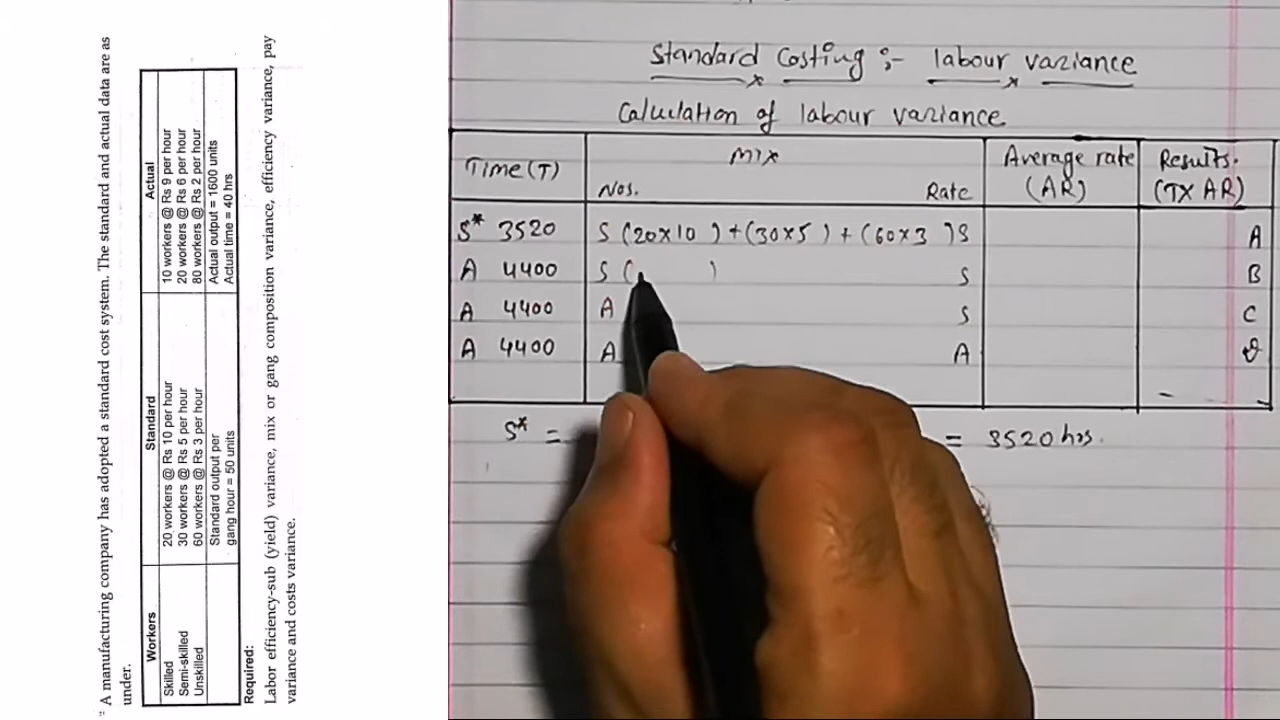 " A manufacturing company has adopted a standard cost system. The standard and actual data are as
under.
Workers Standard Actual
Skilled 20 workers @ Rs 10 per hour 10 workers @ Rs 9 per hour
Semi-skilled 30 workers @ Rs 5 per hour 20 workers @ Rs 6 per hour
Unskilled 60 workers @ Rs 3 per hour 80 workers @ Rs 2 per hour
Standard output per Actual output = 1600 units
gang hour = 50 units Actual time = 40 hrs
Required:
Labor efficiency-sub (yield) variance, mix or gang composition variance, efficiency variance, pay
variance and costs variance.
Standard Costing :- labour variance
Calculation of labour variance
Time (T) Mix Average rate Results.
Nos. Rate (AR) (TX AR)
S* 3520 S (20x10 ) + (30x5 ) + (60x3 ) S A
A 4400 S ( ) S B
A 4400 A S C
A 4400 A A D
S* = = 3520 hrs.